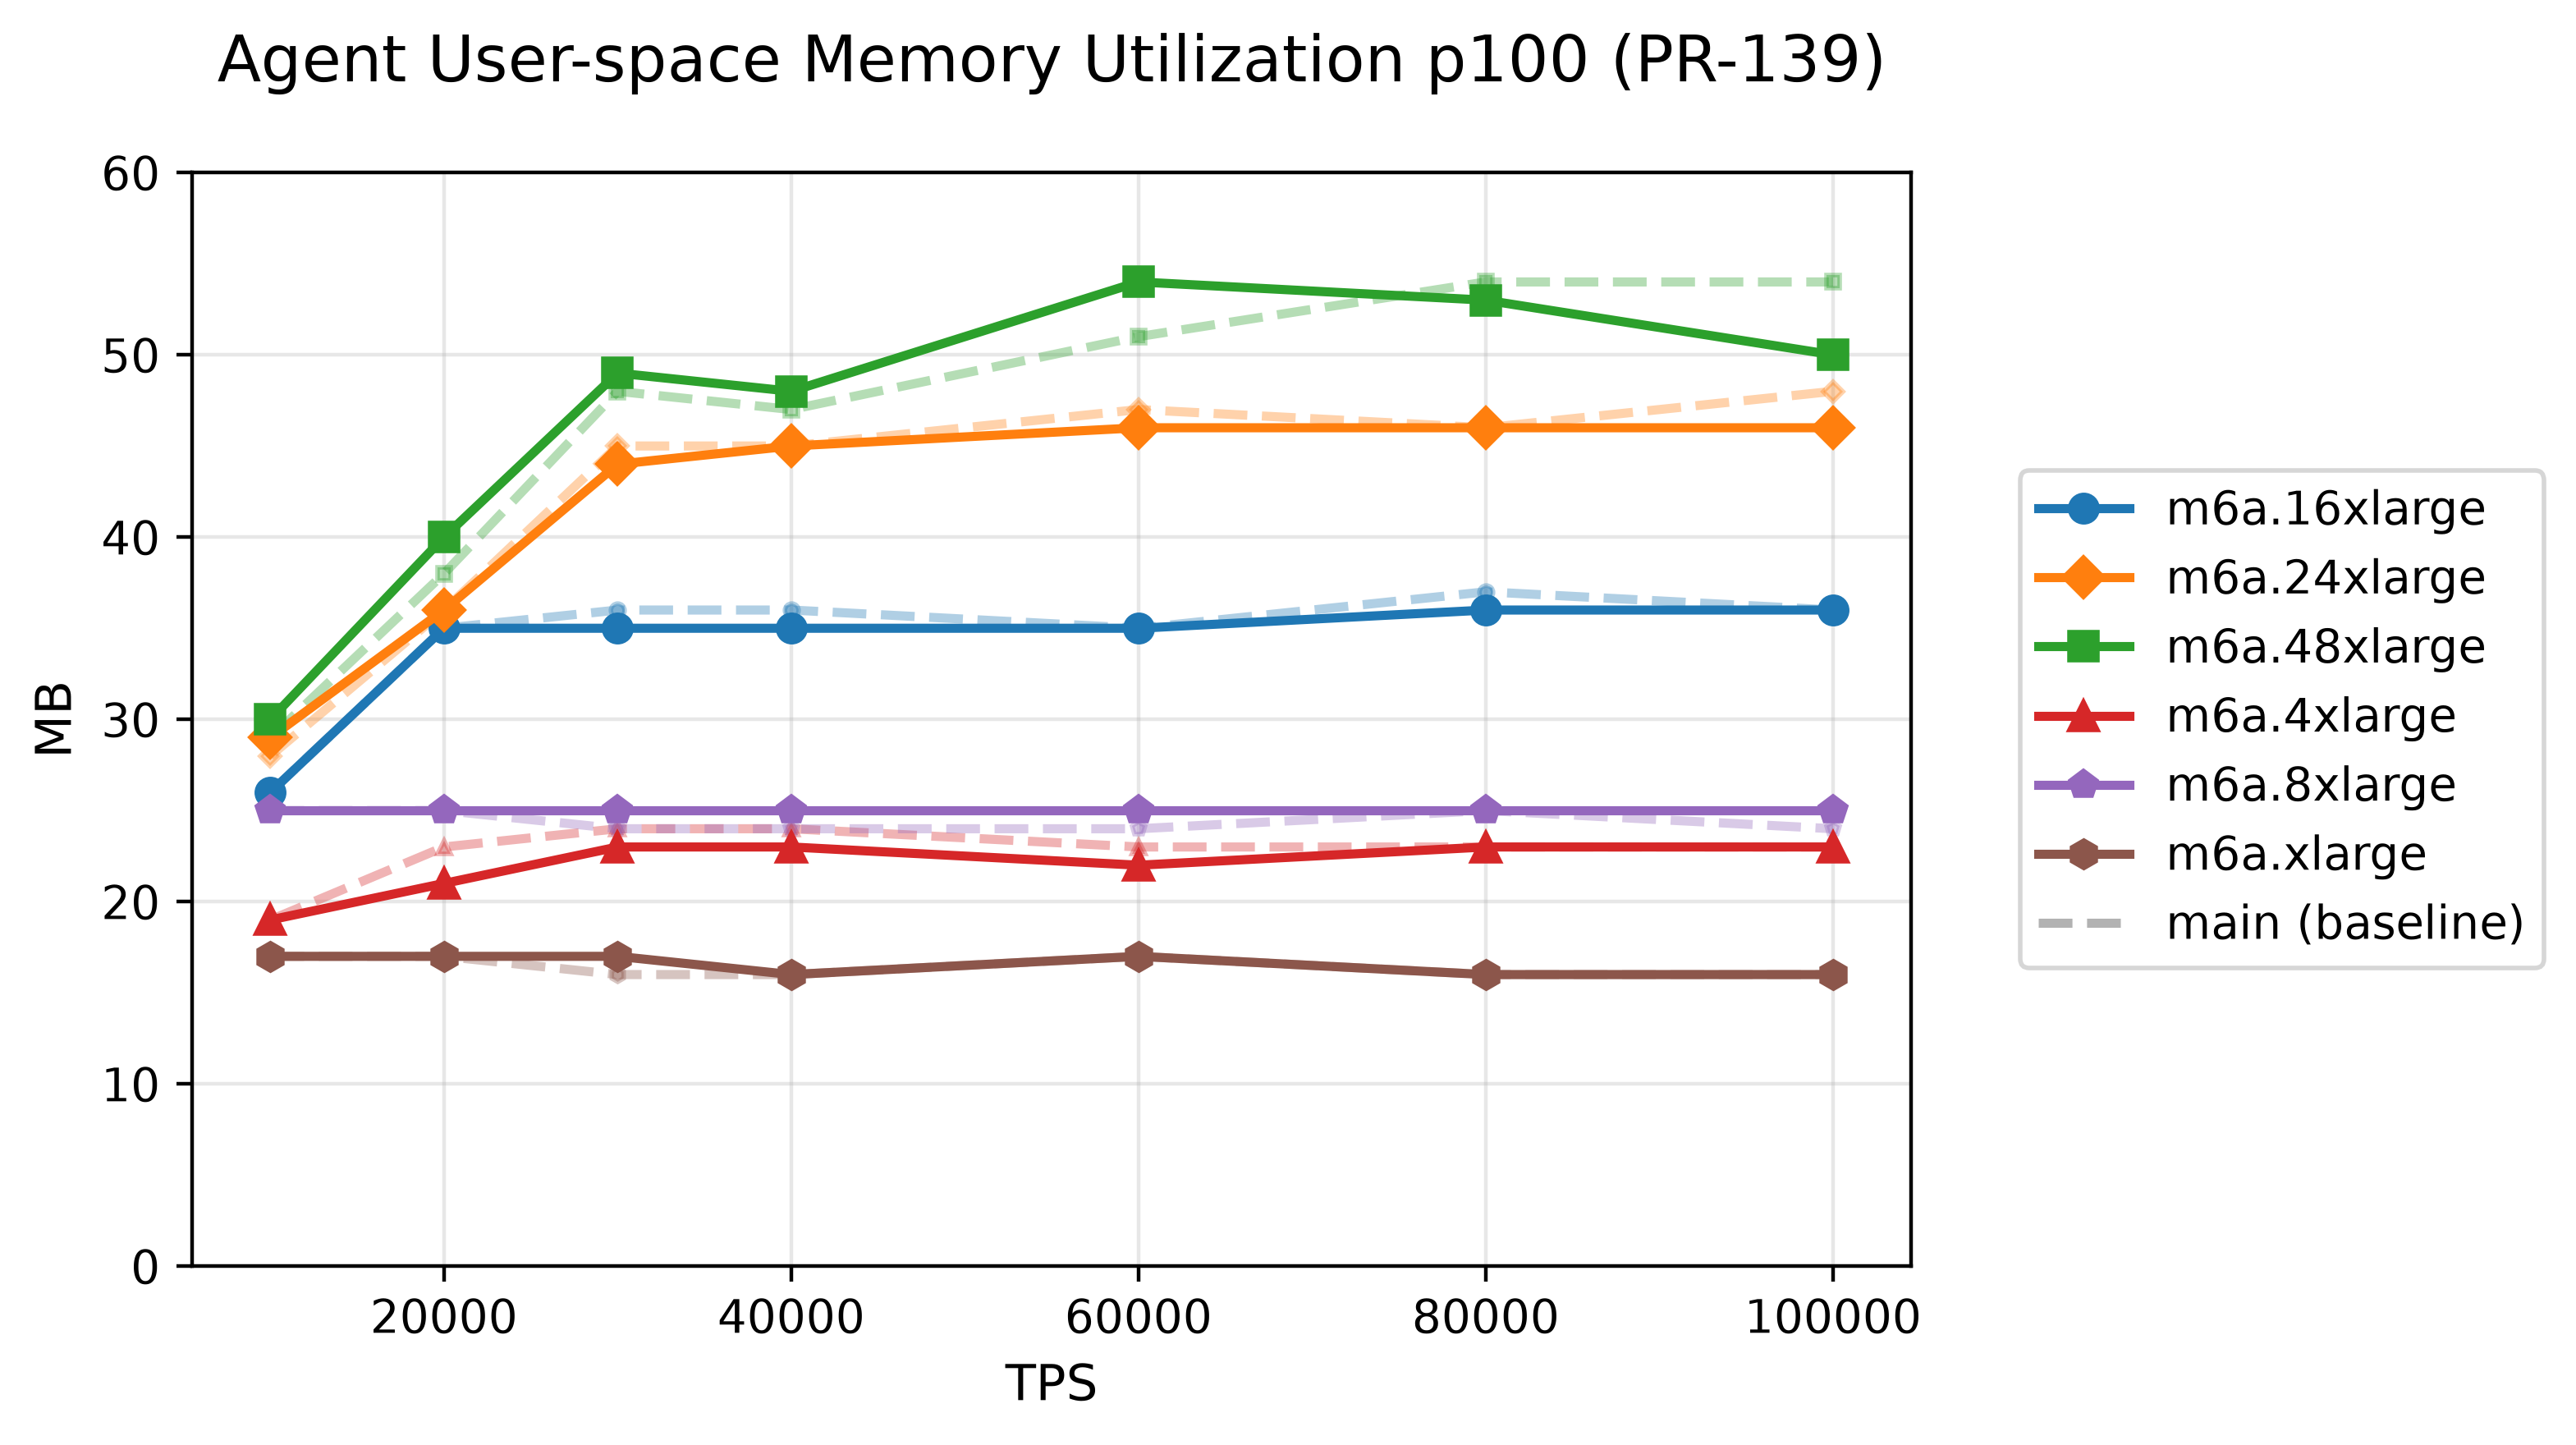 Agent User-space Memory Utilization p100 (PR-139)
60
50
40
30
20
10
0
MB
20000 40000 60000 80000 100000
TPS
m6a.16xlarge
m6a.24xlarge
m6a.48xlarge
m6a.4xlarge
m6a.8xlarge
m6a.xlarge
main (baseline)